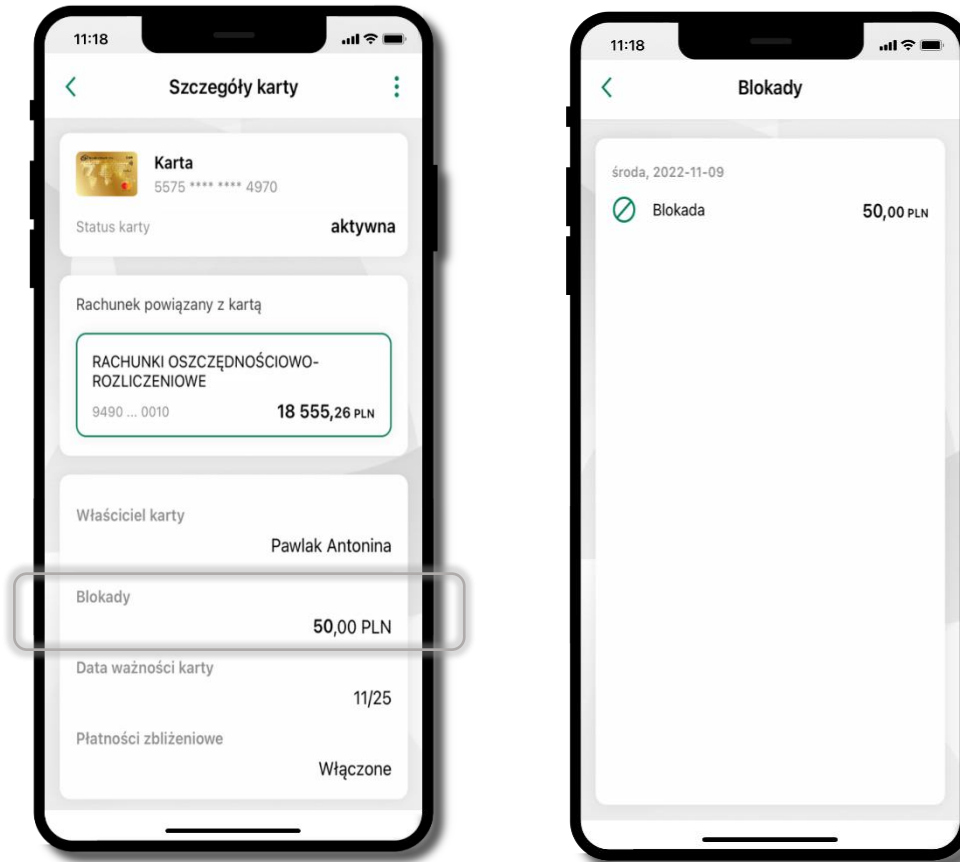 11:18
Szczegóły karty
Karta
5575 **** **** 4970
Status karty
aktywna
Rachunek powiązany z kartą
RACHUNKI OSZCZĘDNOŚCIOWO-
ROZLICZENIOWE
9490 ... 0010
18 555,26 PLN
Właściciel karty
Pawlak Antonina
Blokady
50,00 PLN
Data ważności karty
11/25
Płatności zbliżeniowe
Włączone
11:18
Blokady
środa, 2022-11-09
Blokada
50,00 PLN